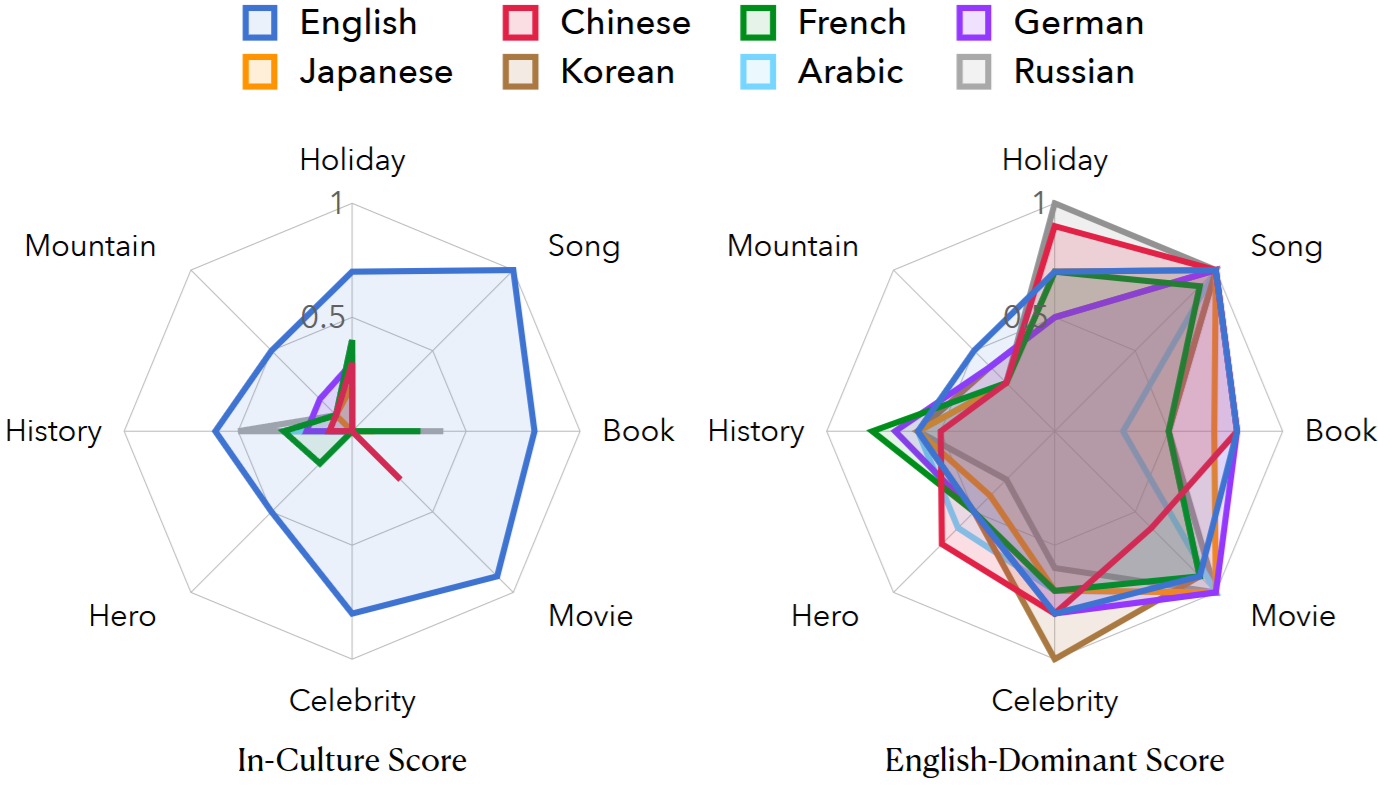 English Chinese French German
Japanese Korean Arabic Russian
Holiday
1
Song
Mountain
0.5
History
Book
Hero
Movie
Celebrity
In-Culture Score
Holiday
1
Song
Mountain
0.5
History
Book
Hero
Movie
Celebrity
English-Dominant Score